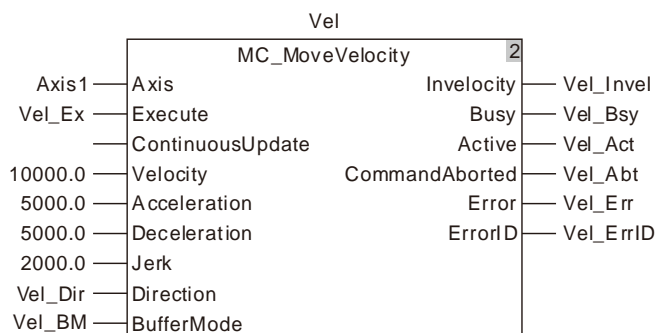 Vel
MC_MoveVelocity 2
Axis1 Axis Invelocity Vel_Invel
Vel_Ex Execute Busy Vel_Bsy
ContinuousUpdate Active Vel_Act
10000.0 Velocity CommandAborted Vel_Abt
5000.0 Acceleration Error Vel_Err
5000.0 Deceleration ErrorID Vel_ErrID
2000.0 Jerk
Vel_Dir Direction
Vel_BM BufferMode